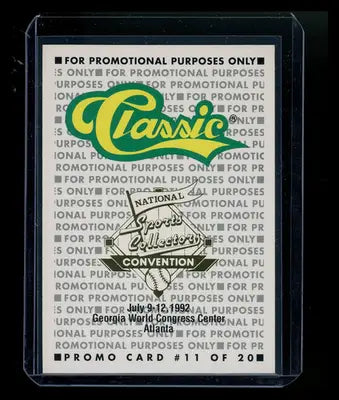 ■ FOR PROMOTIONAL PURPOSES ONLY ■
Classic®
NATIONAL
Sports
Collectors
CONVENTION
July 9-12, 1992
Georgia World Congress Center
Atlanta
■ PROMO CARD #11 OF 20 ■